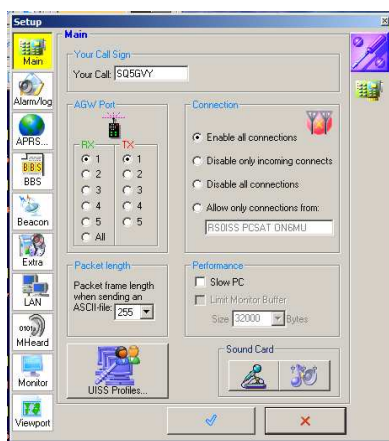 Setup
Main
Main
Your Call Sign
Your Call: SQ5GVY
Alarm/log
APRS...
BBS
BBS
Beacon
Extra
LAN
01010
MHeard
Monitor
Viewport
AGW Port
RX TX
1 1
2 2
3 3
4 4
5 5
All
Connection
Enable all connections
Disable only incoming connects
Disable all connections
Allow only connections from:
RS0ISS PCSAT ON6MU
Packet length
Packet frame length
when sending an
ASCII-file: 255
Performance
Slow PC
Limit Monitor Buffer
Size 32000 Bytes
UISS Profiles...
Sound Card